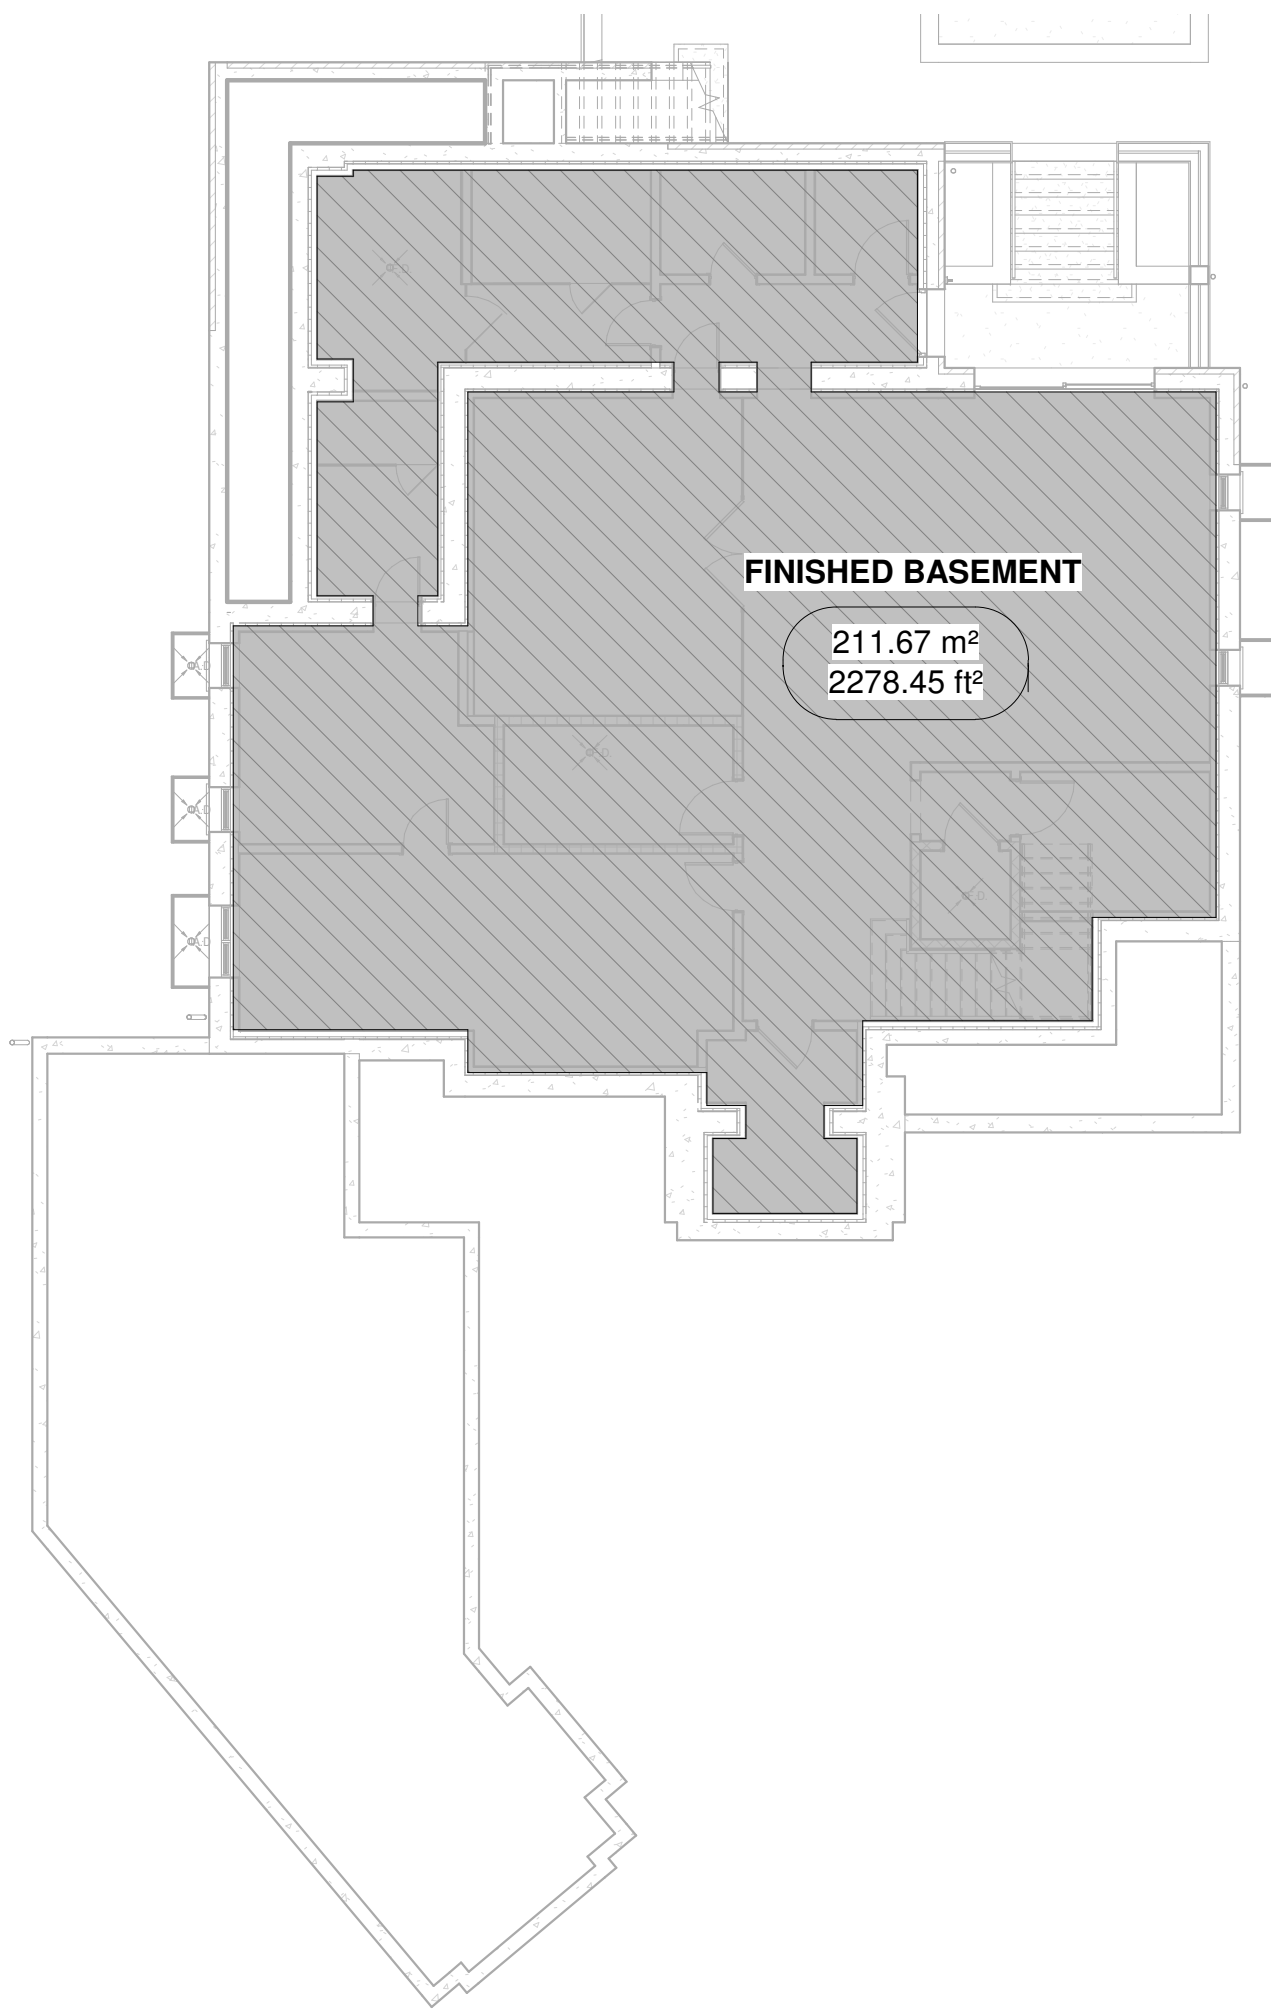 F.D.
FINISHED BASEMENT
211.67 m²
2278.45 ft²
A.D
F.D.
A.D
F.D.
A.D